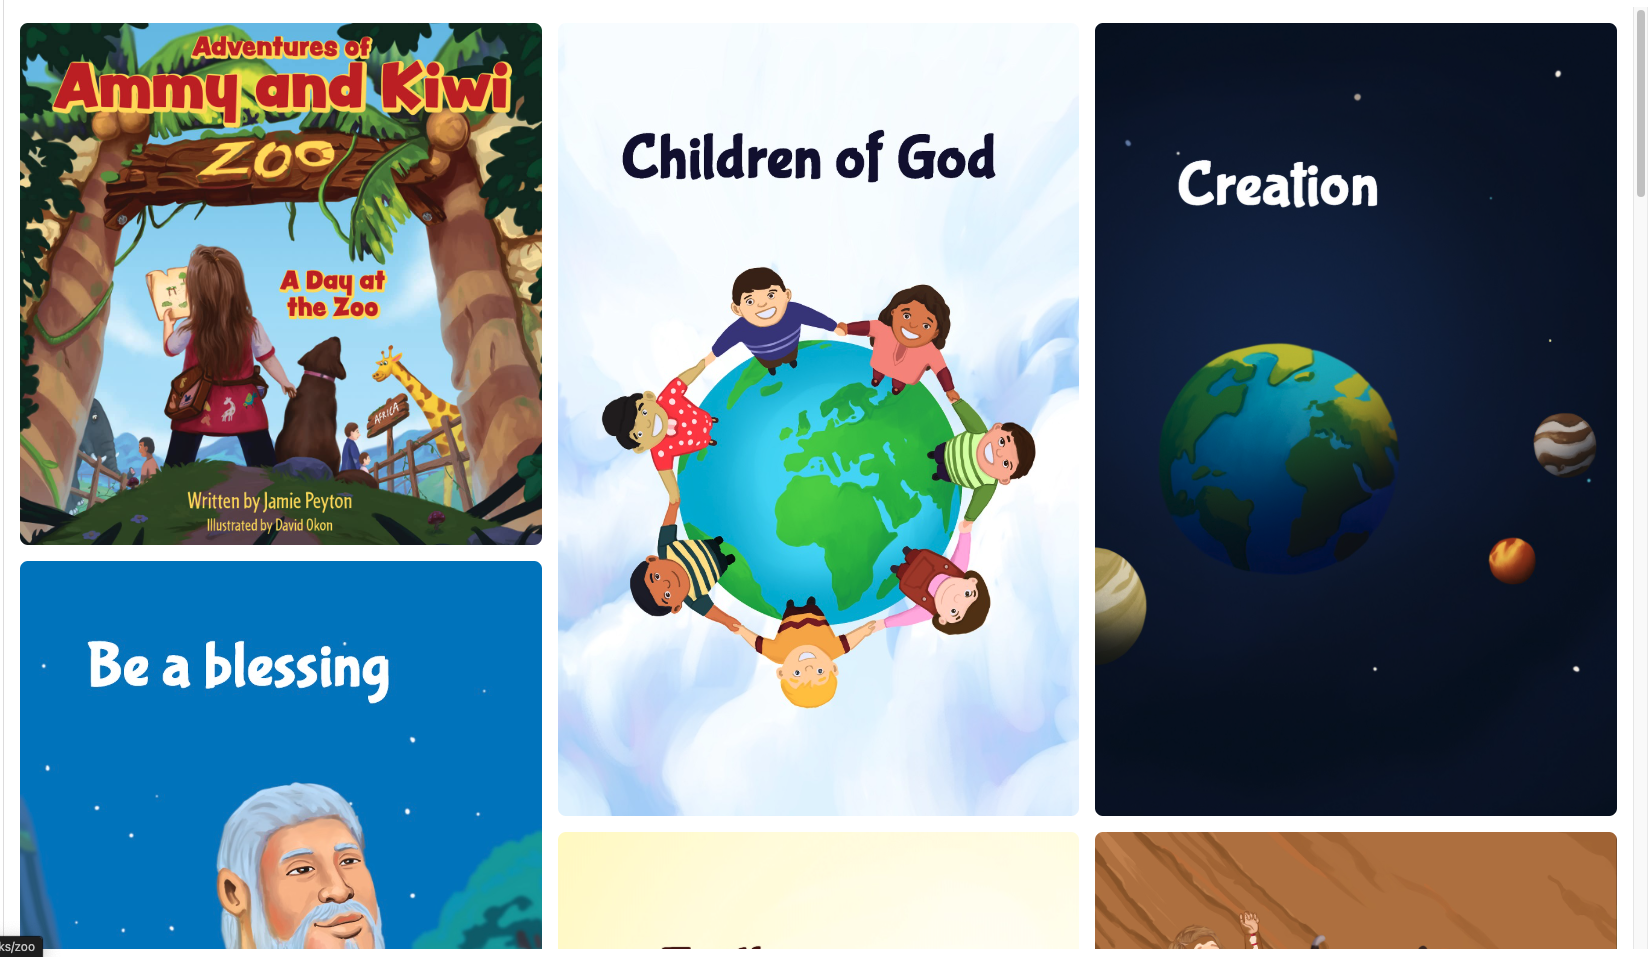 Adventures of
Ammy and Kiwi
ZOO
A Day at
the Zoo
AFRICA
Written by Jamie Peyton
Illustrated by David Okon
Children of God
Creation
Be a blessing
ks/zoo